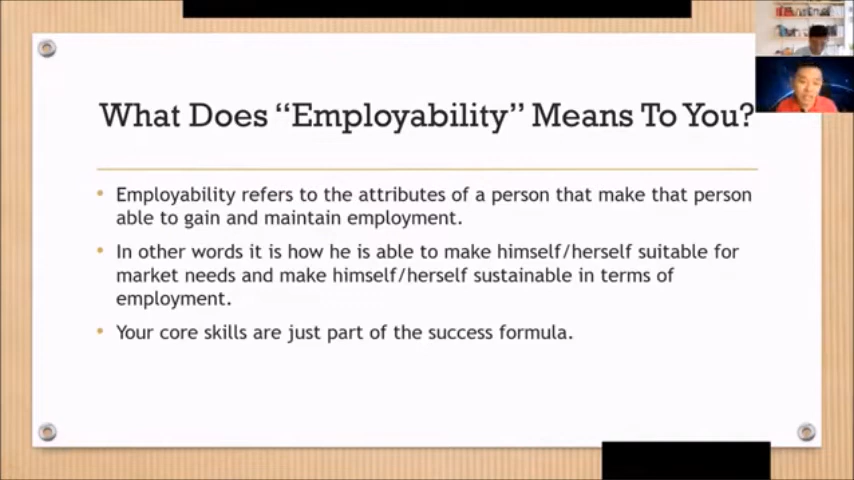 What Does “Employability” Means To You?
• Employability refers to the attributes of a person that make that person
able to gain and maintain employment.
• In other words it is how he is able to make himself/herself suitable for
market needs and make himself/herself sustainable in terms of
employment.
• Your core skills are just part of the success formula.